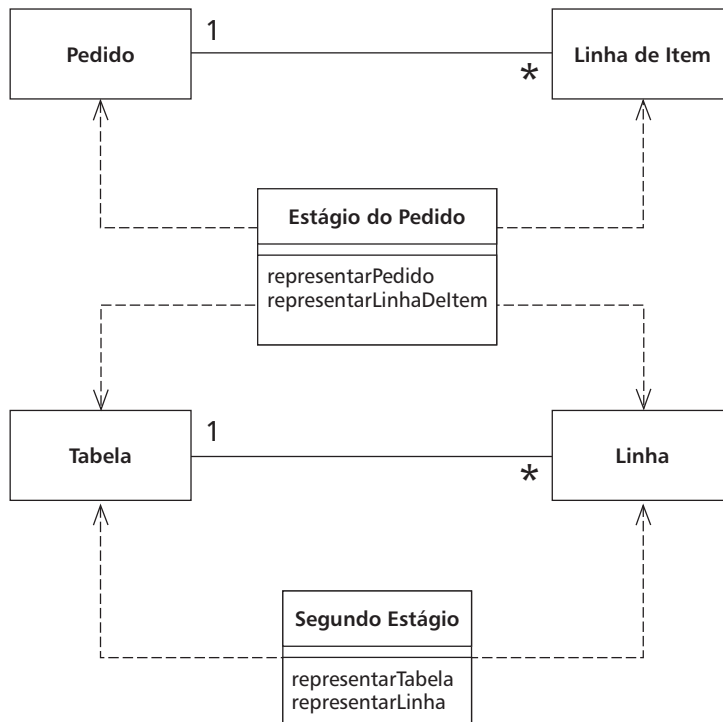 Pedido
1
*
Linha de Item
Estágio do Pedido
representarPedido
representarLinhaDeItem
Tabela
1
*
Linha
Segundo Estágio
representarTabela
representarLinha